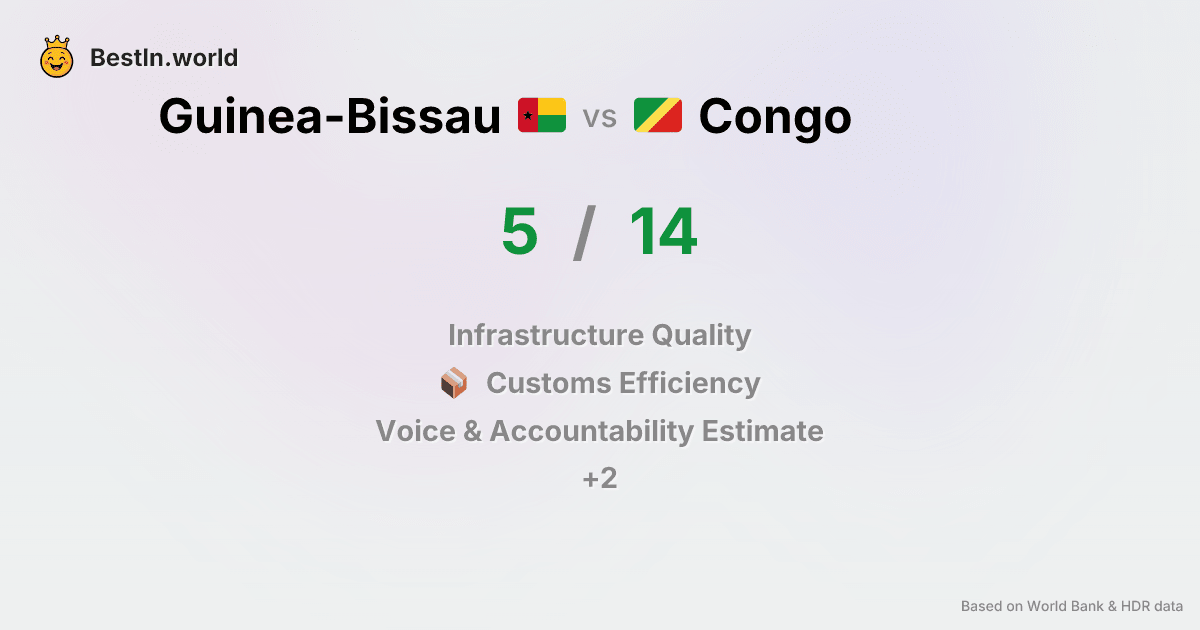 BestIn.world
Guinea-Bissau vs Congo
5 / 14
Infrastructure Quality
Customs Efficiency
Voice & Accountability Estimate
+2
Based on World Bank & HDR data